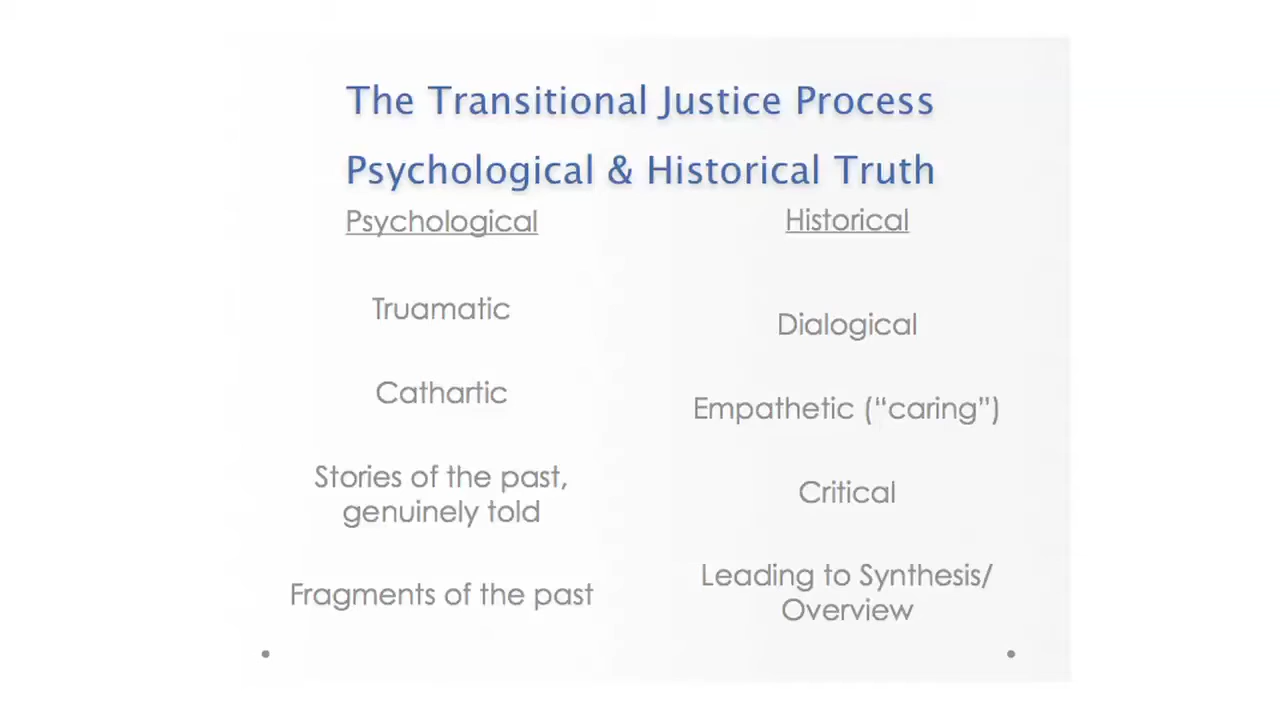 The Transitional Justice Process
Psychological & Historical Truth
Psychological
Truamatic
Cathartic
Stories of the past,
genuinely told
Fragments of the past
•
Historical
Dialogical
Empathetic (“caring”)
Critical
Leading to Synthesis/
Overview
•